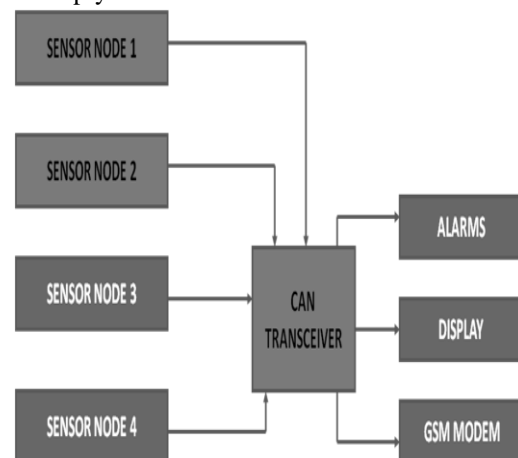 SENSOR NODE 1
SENSOR NODE 2
SENSOR NODE 3
SENSOR NODE 4
CAN
TRANSCEIVER
ALARMS
DISPLAY
GSM MODEM